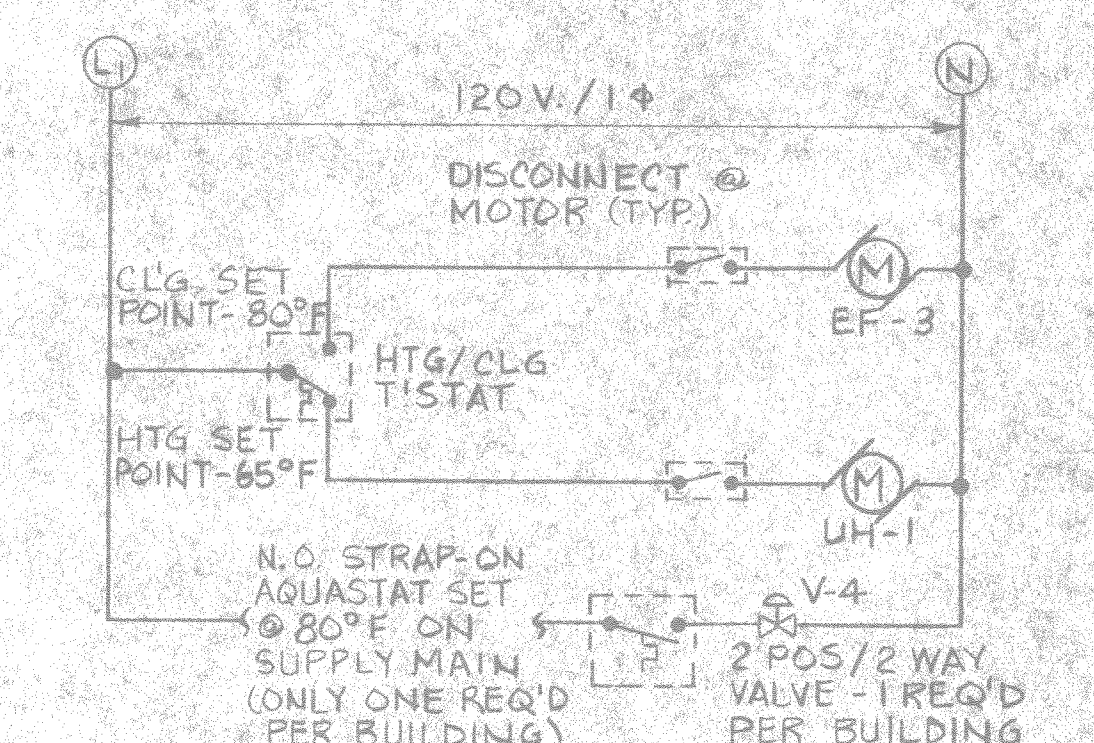 L1
N
120 V. / 1 Φ
DISCONNECT @
MOTOR (TYP.)
CL'G. SET
POINT- 80°F
EF-3
HTG/CLG
T'STAT
HTG SET
POINT-65°F
UH-1
N.O. STRAP-ON
AQUASTAT SET
@ 80°F ON
SUPPLY MAIN
(ONLY ONE REQ'D
PER BUILDING)
V-4
2 POS/2 WAY
VALVE - 1 REQ'D
PER BUILDING
M
M